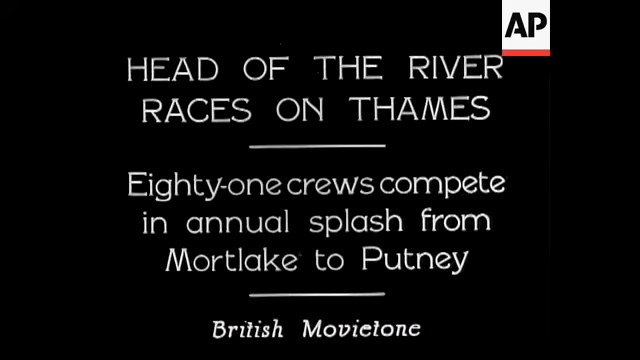 AP
HEAD OF THE RIVER
RACES ON THAMES
Eighty-one crews compete
in annual splash from
Mortlake to Putney
British Movietone